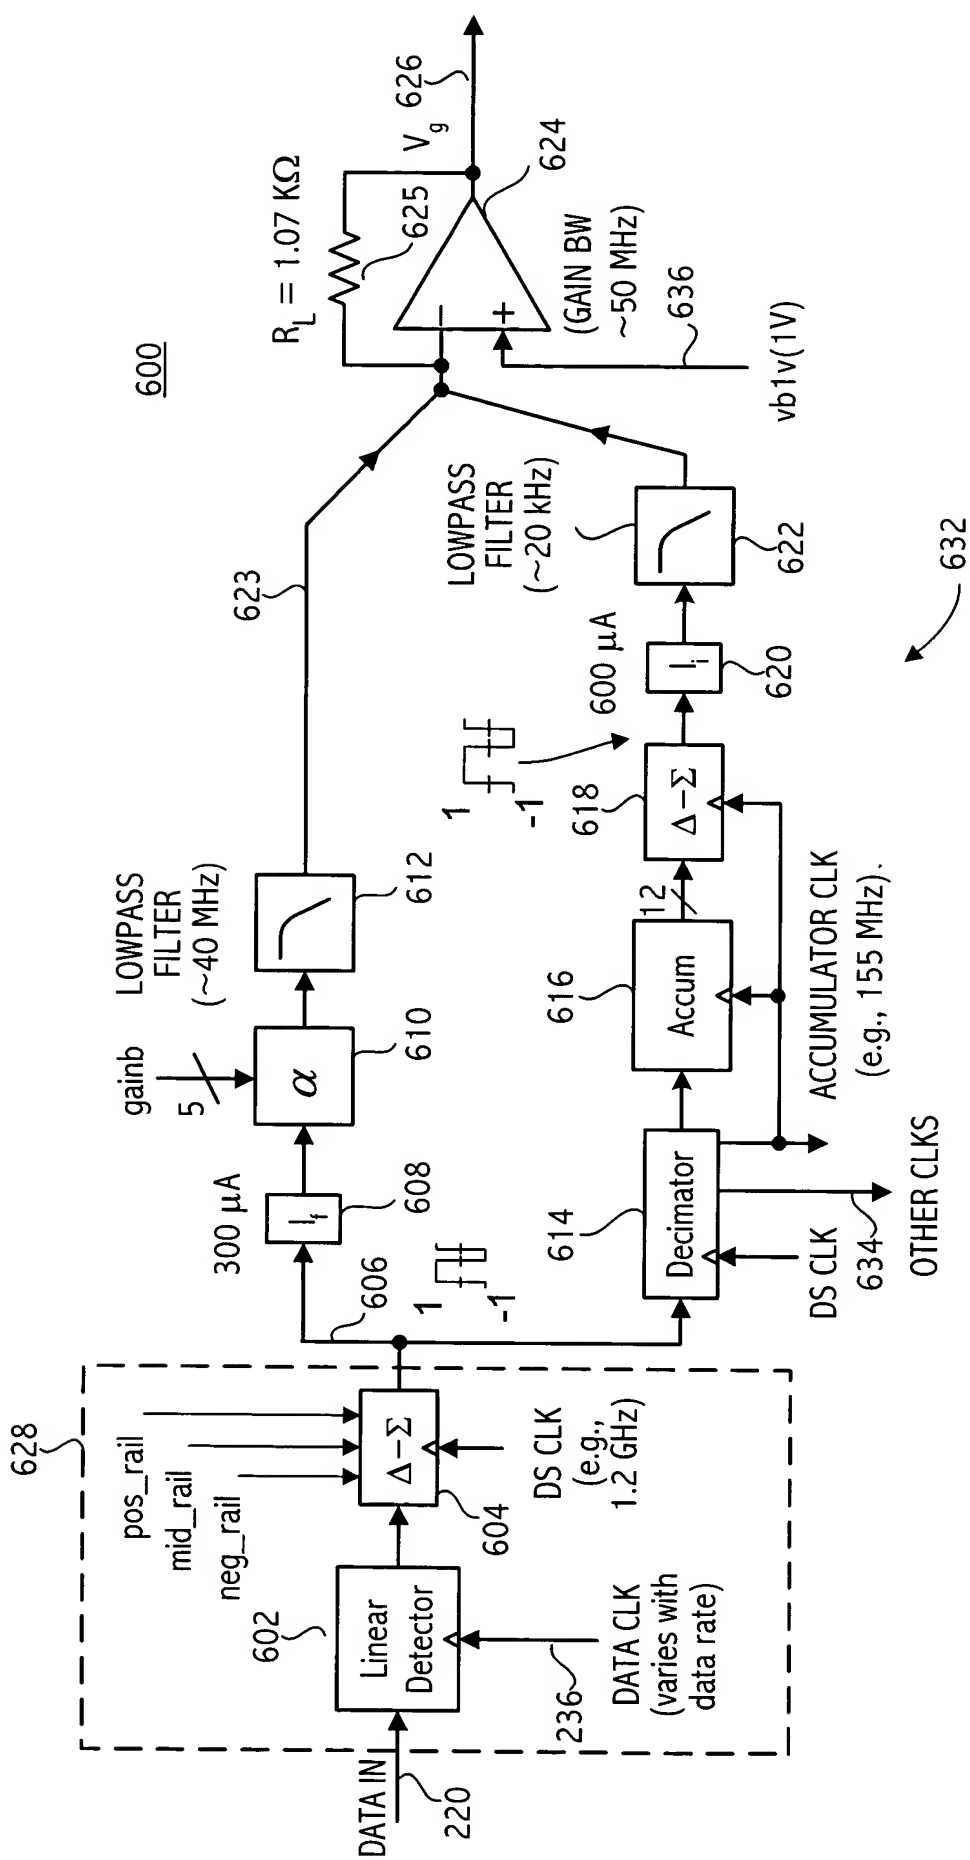 600
R_L = 1.07 KΩ
625
V_g
626
624
(GAIN BW
~50 MHz)
636
vb1v(1V)
623
LOWPASS
FILTER
(~40 MHz)
612
gainb
5
α
610
300 μA
I_f
608
606
1
-1
LOWPASS
FILTER
(~20 kHz)
622
600 μA
I_i
620
1
-1
618
Δ–Σ
12
616
Accum
614
Decimator
DS CLK
634
OTHER CLKS
ACCUMULATOR CLK
(e.g., 155 MHz).
632
628
pos_rail
mid_rail
neg_rail
Δ–Σ
604
DS CLK
(e.g.,
1.2 GHz)
602
Linear
Detector
236
DATA CLK
(varies with
data rate)
DATA IN
220
−
+